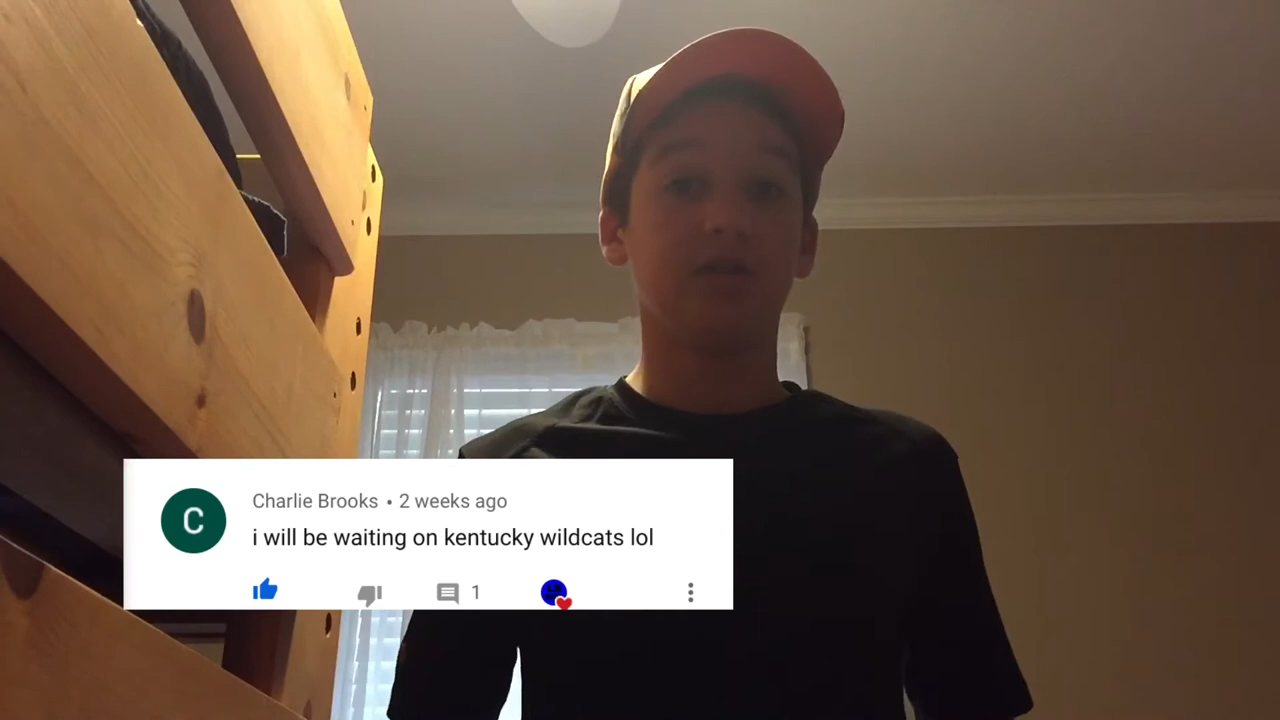 C
Charlie Brooks • 2 weeks ago
i will be waiting on kentucky wildcats lol
1